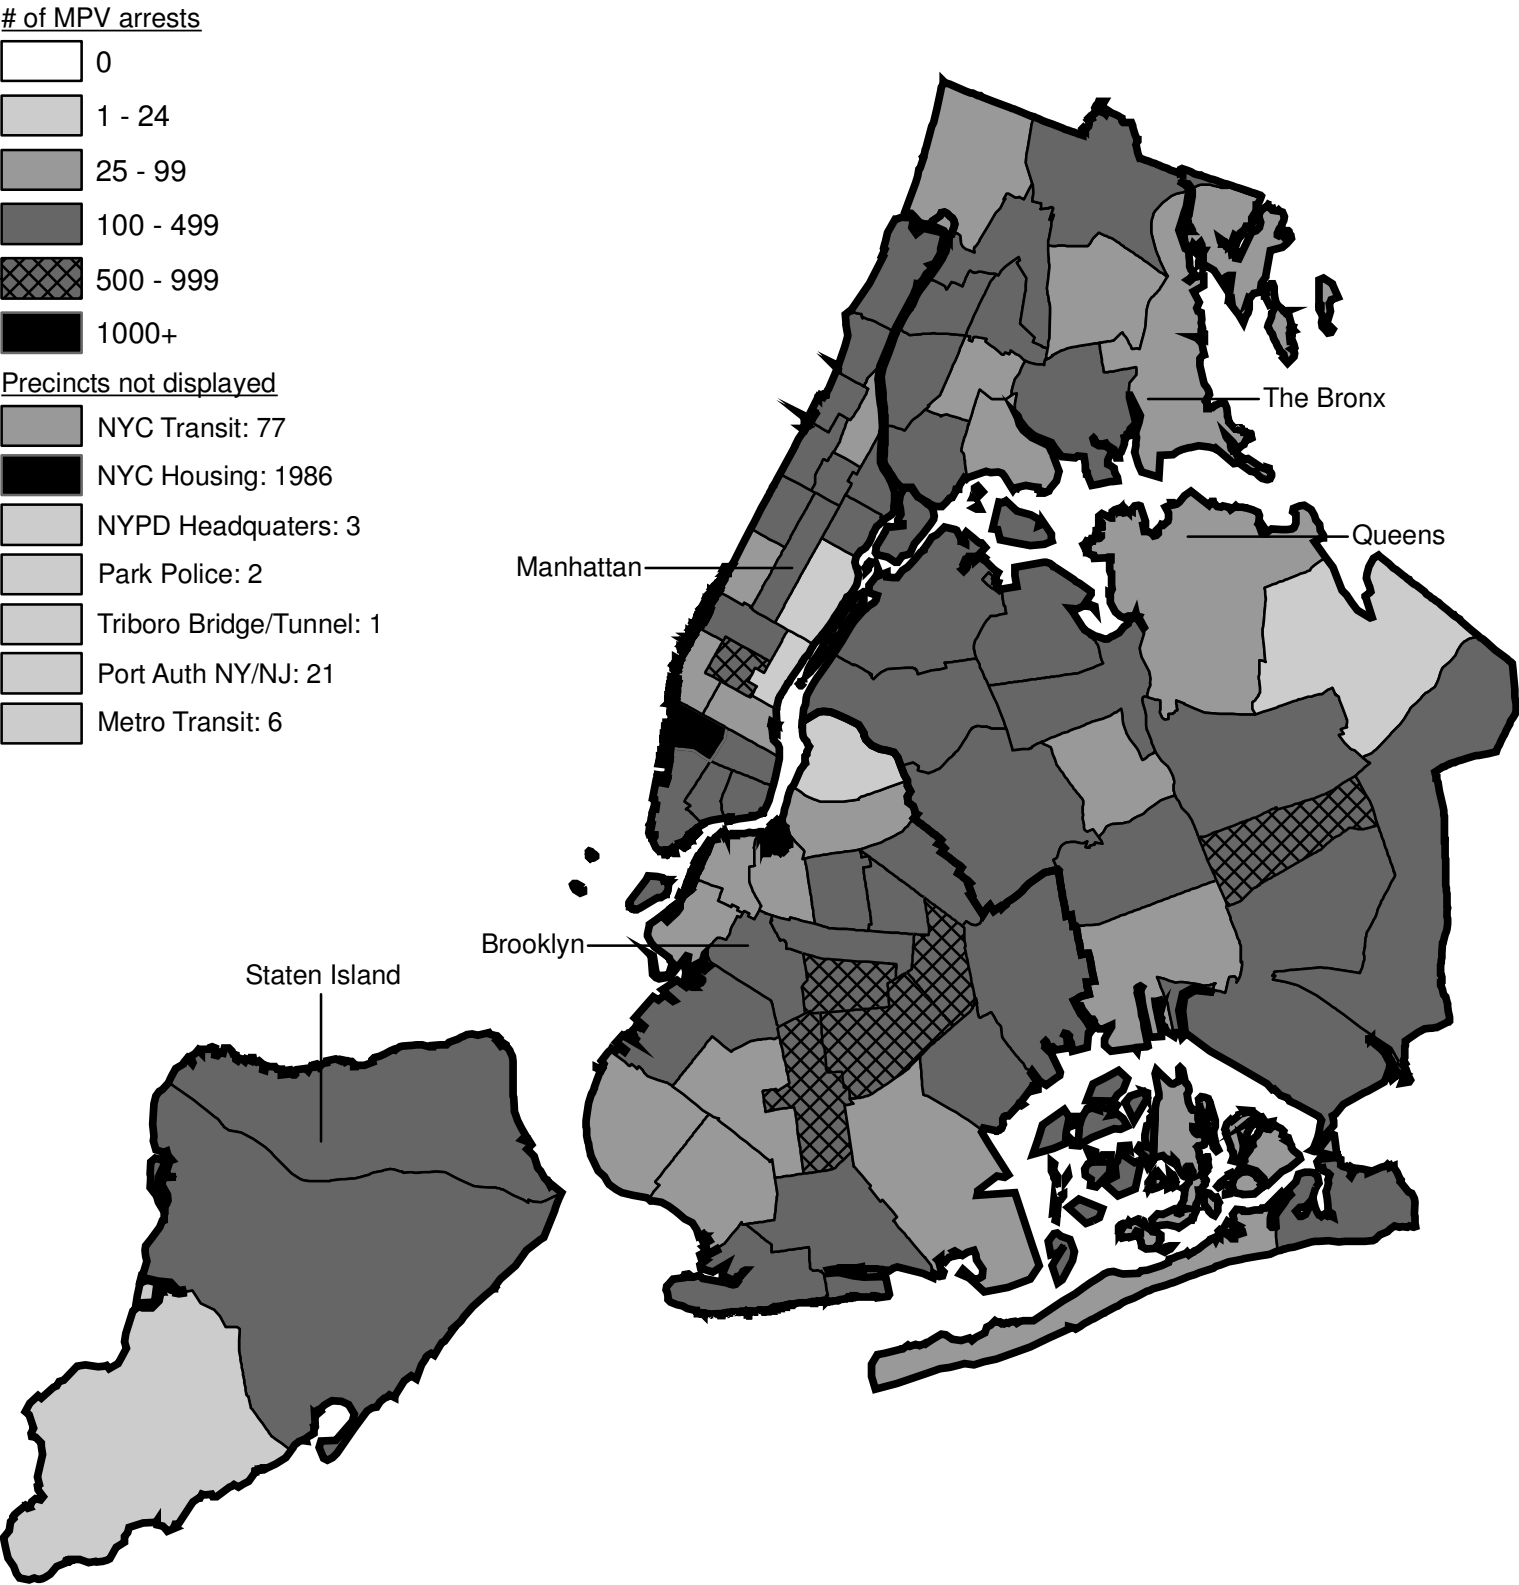 # of MPV arrests
0
1 - 24
25 - 99
100 - 499
500 - 999
1000+
Precincts not displayed
NYC Transit: 77
NYC Housing: 1986
NYPD Headquaters: 3
Park Police: 2
Triboro Bridge/Tunnel: 1
Port Auth NY/NJ: 21
Metro Transit: 6
The Bronx
Queens
Manhattan
Brooklyn
Staten Island